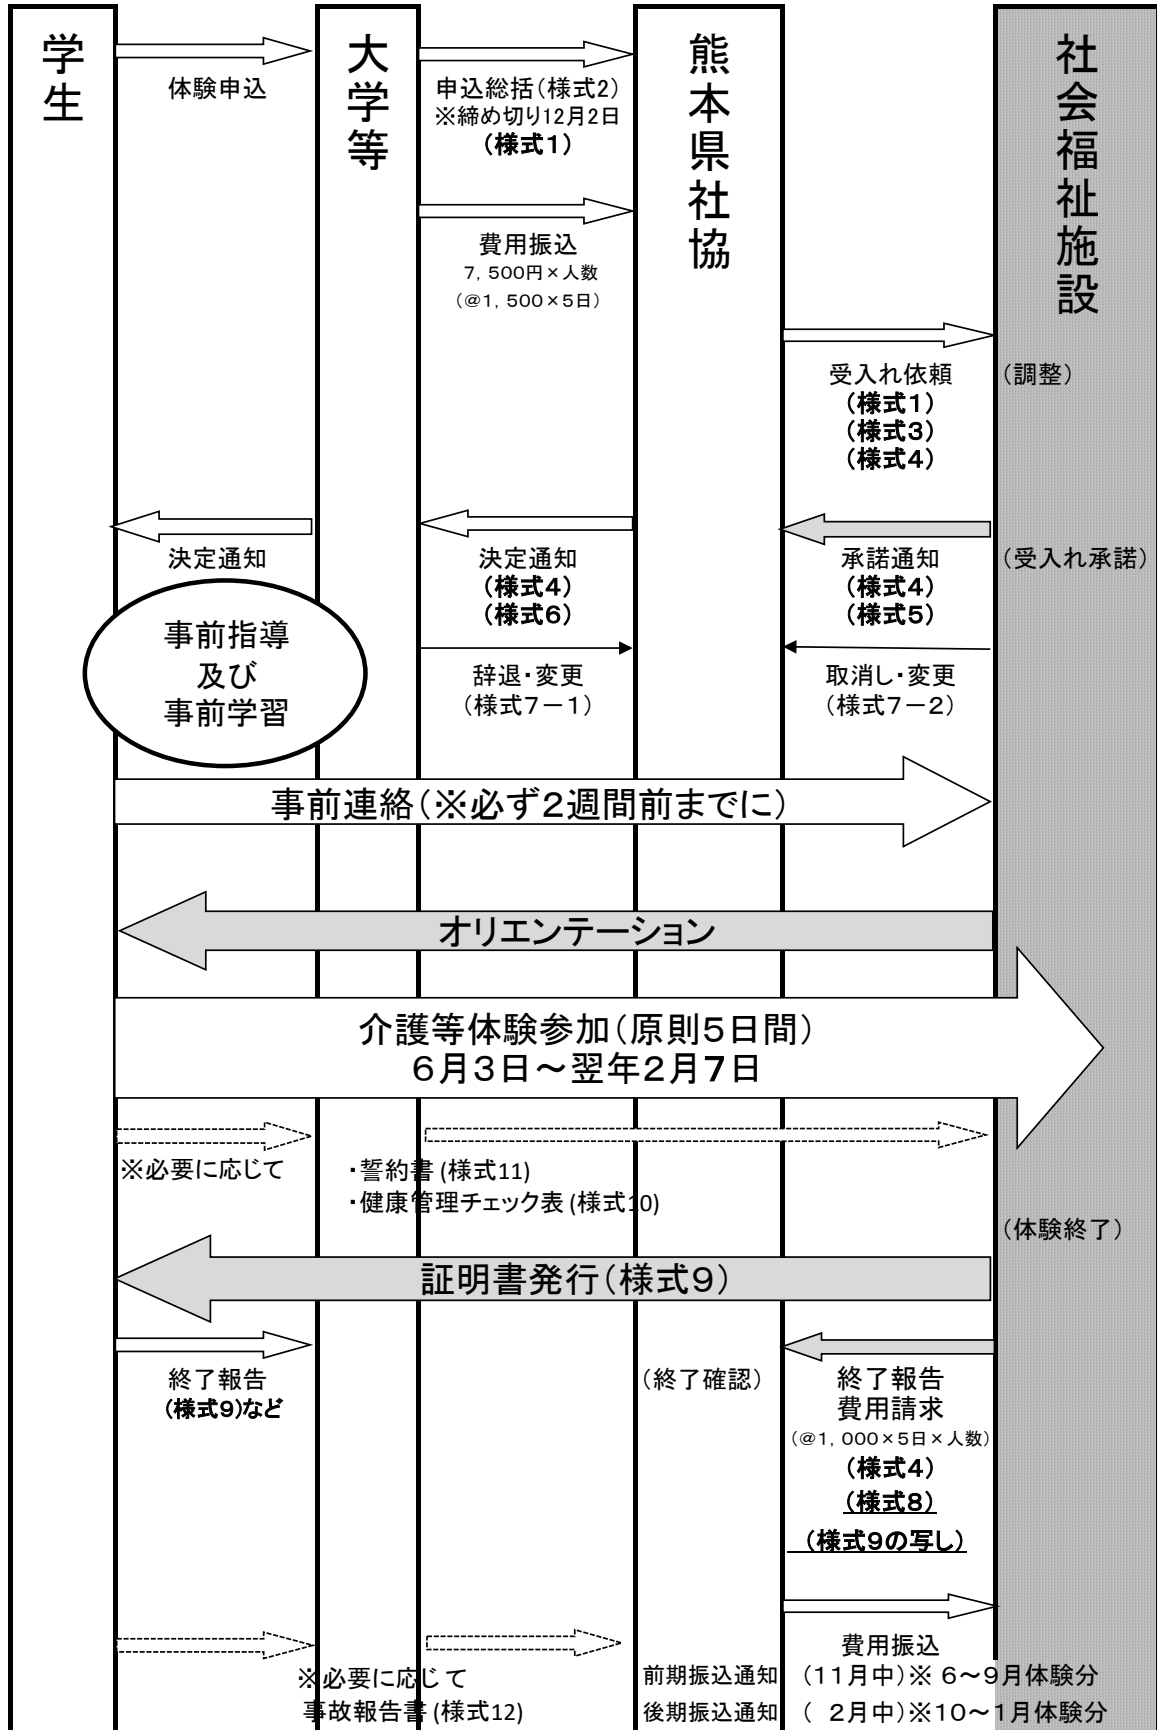 学生
大学等
熊本県社協
社会福祉施設
体験申込
申込総括(様式2)
※締め切り12月2日
(様式1)
費用振込
7,500円×人数
(@1,500×5日)
受入れ依頼
(様式1)
(様式3)
(様式4)
(調整)
決定通知
決定通知
(様式4)
(様式6)
承諾通知
(様式4)
(様式5)
(受入れ承諾)
事前指導
及び
事前学習
辞退・変更
(様式7-1)
取消し・変更
(様式7-2)
事前連絡(※必ず2週間前までに)
オリエンテーション
介護等体験参加(原則5日間)
6月3日~翌年2月7日
※必要に応じて
・誓約書(様式11)
・健康管理チェック表(様式10)
(体験終了)
証明書発行(様式9)
終了報告
(様式9)など
(終了確認)
終了報告
費用請求
(@1,000×5日×人数)
(様式4)
(様式8)
(様式9の写し)
※必要に応じて
事故報告書(様式12)
費用振込
前期振込通知 (11月中)※6~9月体験分
後期振込通知 ( 2月中)※10~1月体験分